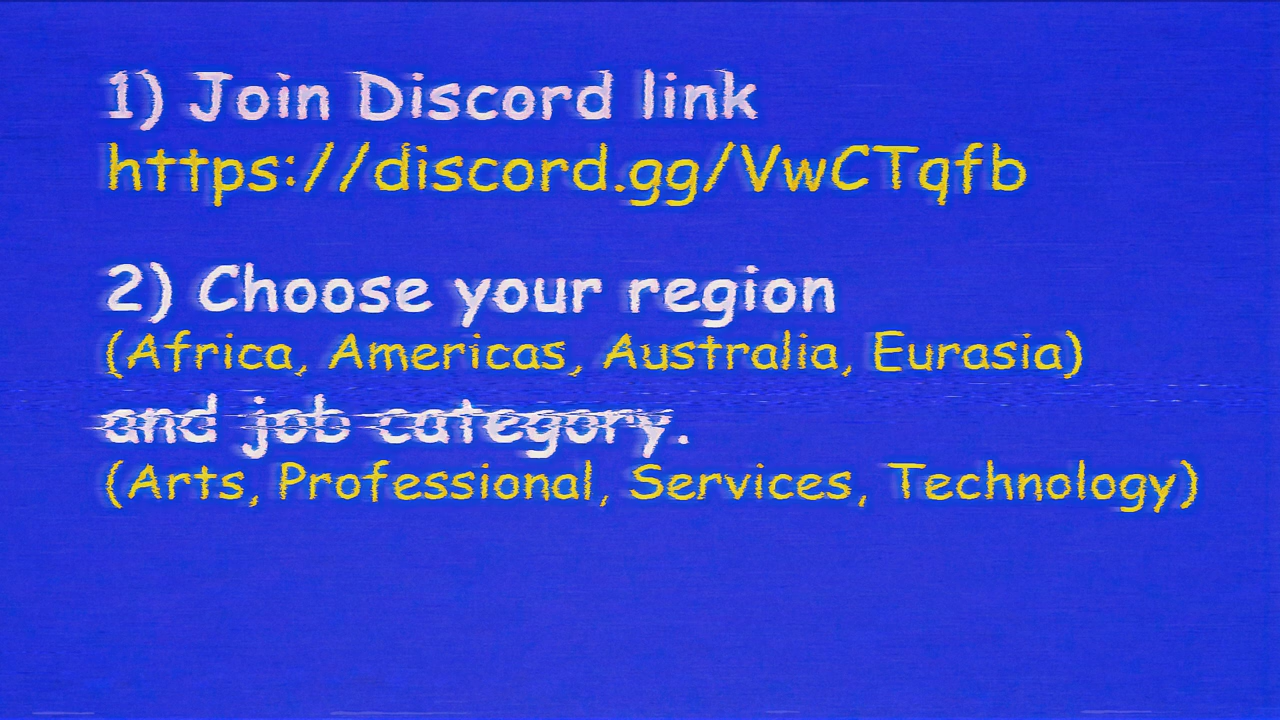 1) Join Discord link
https://discord.gg/VwCTqfb
2) Choose your region
(Africa, Americas, Australia, Eurasia)
and job category.
(Arts, Professional, Services, Technology)